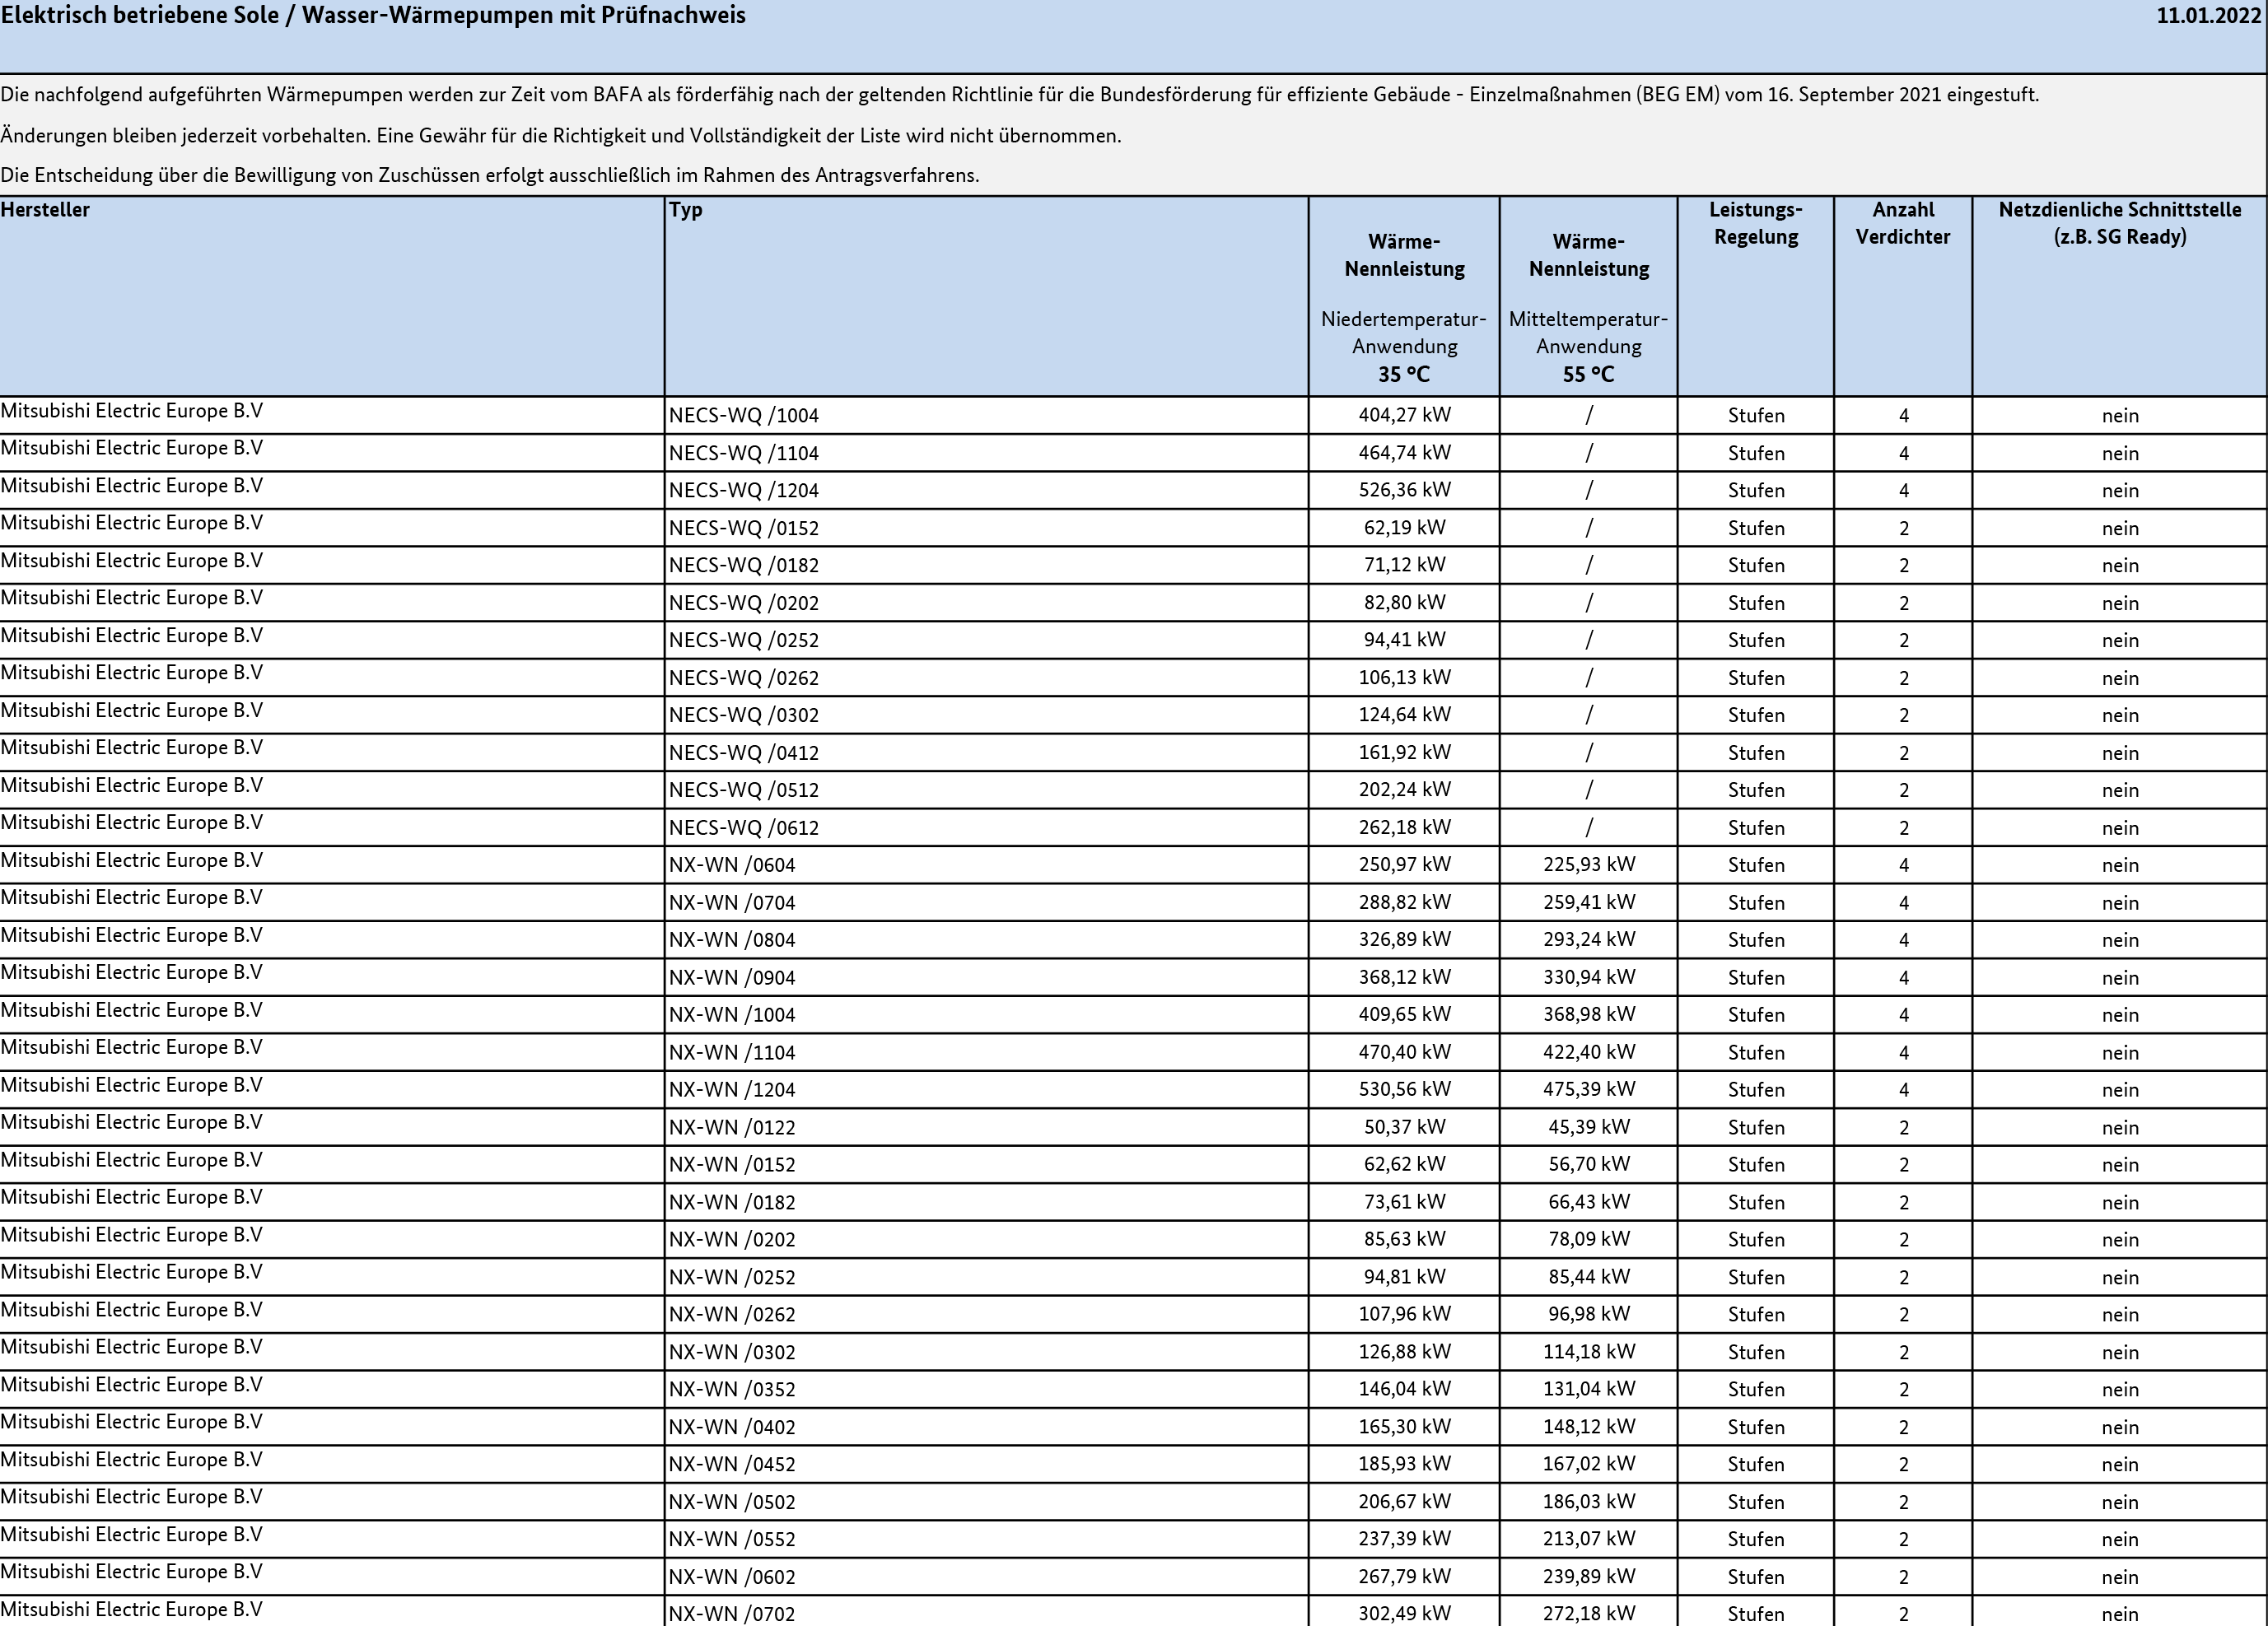 Elektrisch betriebene Sole / Wasser-Wärmepumpen mit Prüfnachweis 11.01.2022
Die nachfolgend aufgeführten Wärmepumpen werden zur Zeit vom BAFA als förderfähig nach der geltenden Richtlinie für die Bundesförderung für effiziente Gebäude - Einzelmaßnahmen (BEG EM) vom 16. September 2021 eingestuft.
Änderungen bleiben jederzeit vorbehalten. Eine Gewähr für die Richtigkeit und Vollständigkeit der Liste wird nicht übernommen.
Die Entscheidung über die Bewilligung von Zuschüssen erfolgt ausschließlich im Rahmen des Antragsverfahrens.
Hersteller Typ Wärme-Nennleistung Niedertemperatur-Anwendung 35 °C Wärme-Nennleistung Mitteltemperatur-Anwendung 55 °C Leistungs-Regelung Anzahl Verdichter Netzdienliche Schnittstelle (z.B. SG Ready)
Mitsubishi Electric Europe B.V NECS-WQ /1004 404,27 kW / Stufen 4 nein
Mitsubishi Electric Europe B.V NECS-WQ /1104 464,74 kW / Stufen 4 nein
Mitsubishi Electric Europe B.V NECS-WQ /1204 526,36 kW / Stufen 4 nein
Mitsubishi Electric Europe B.V NECS-WQ /0152 62,19 kW / Stufen 2 nein
Mitsubishi Electric Europe B.V NECS-WQ /0182 71,12 kW / Stufen 2 nein
Mitsubishi Electric Europe B.V NECS-WQ /0202 82,80 kW / Stufen 2 nein
Mitsubishi Electric Europe B.V NECS-WQ /0252 94,41 kW / Stufen 2 nein
Mitsubishi Electric Europe B.V NECS-WQ /0262 106,13 kW / Stufen 2 nein
Mitsubishi Electric Europe B.V NECS-WQ /0302 124,64 kW / Stufen 2 nein
Mitsubishi Electric Europe B.V NECS-WQ /0412 161,92 kW / Stufen 2 nein
Mitsubishi Electric Europe B.V NECS-WQ /0512 202,24 kW / Stufen 2 nein
Mitsubishi Electric Europe B.V NECS-WQ /0612 262,18 kW / Stufen 2 nein
Mitsubishi Electric Europe B.V NX-WN /0604 250,97 kW 225,93 kW Stufen 4 nein
Mitsubishi Electric Europe B.V NX-WN /0704 288,82 kW 259,41 kW Stufen 4 nein
Mitsubishi Electric Europe B.V NX-WN /0804 326,89 kW 293,24 kW Stufen 4 nein
Mitsubishi Electric Europe B.V NX-WN /0904 368,12 kW 330,94 kW Stufen 4 nein
Mitsubishi Electric Europe B.V NX-WN /1004 409,65 kW 368,98 kW Stufen 4 nein
Mitsubishi Electric Europe B.V NX-WN /1104 470,40 kW 422,40 kW Stufen 4 nein
Mitsubishi Electric Europe B.V NX-WN /1204 530,56 kW 475,39 kW Stufen 4 nein
Mitsubishi Electric Europe B.V NX-WN /0122 50,37 kW 45,39 kW Stufen 2 nein
Mitsubishi Electric Europe B.V NX-WN /0152 62,62 kW 56,70 kW Stufen 2 nein
Mitsubishi Electric Europe B.V NX-WN /0182 73,61 kW 66,43 kW Stufen 2 nein
Mitsubishi Electric Europe B.V NX-WN /0202 85,63 kW 78,09 kW Stufen 2 nein
Mitsubishi Electric Europe B.V NX-WN /0252 94,81 kW 85,44 kW Stufen 2 nein
Mitsubishi Electric Europe B.V NX-WN /0262 107,96 kW 96,98 kW Stufen 2 nein
Mitsubishi Electric Europe B.V NX-WN /0302 126,88 kW 114,18 kW Stufen 2 nein
Mitsubishi Electric Europe B.V NX-WN /0352 146,04 kW 131,04 kW Stufen 2 nein
Mitsubishi Electric Europe B.V NX-WN /0402 165,30 kW 148,12 kW Stufen 2 nein
Mitsubishi Electric Europe B.V NX-WN /0452 185,93 kW 167,02 kW Stufen 2 nein
Mitsubishi Electric Europe B.V NX-WN /0502 206,67 kW 186,03 kW Stufen 2 nein
Mitsubishi Electric Europe B.V NX-WN /0552 237,39 kW 213,07 kW Stufen 2 nein
Mitsubishi Electric Europe B.V NX-WN /0602 267,79 kW 239,89 kW Stufen 2 nein
Mitsubishi Electric Europe B.V NX-WN /0702 302,49 kW 272,18 kW Stufen 2 nein